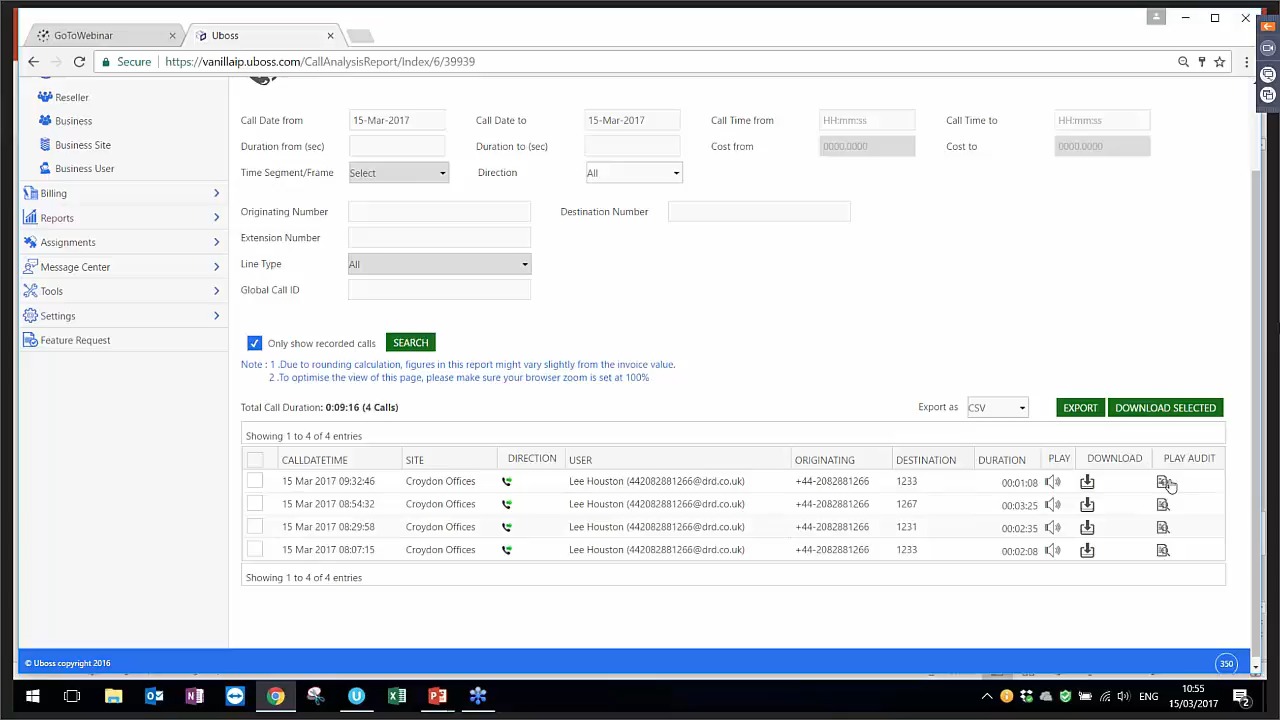 GoToWebinar
Uboss
Secure https://vanillaip.uboss.com/CallAnalysisReport/Index/6/39939
Reseller
Business
Business Site
Business User
Billing
Reports
Assignments
Message Center
Tools
Settings
Feature Request
Call Date from 15-Mar-2017 Call Date to 15-Mar-2017 Call Time from HH:mm:ss Call Time to HH:mm:ss
Duration from (sec) Duration to (sec) Cost from 0000.0000 Cost to 0000.0000
Time Segment/Frame Select Direction All
Originating Number Destination Number
Extension Number
Line Type All
Global Call ID
Only show recorded calls SEARCH
Note : 1 .Due to rounding calculation, figures in this report might vary slightly from the invoice value.
2 .To optimise the view of this page, please make sure your browser zoom is set at 100%
Total Call Duration: 0:09:16 (4 Calls) Export as CSV EXPORT DOWNLOAD SELECTED
Showing 1 to 4 of 4 entries
CALLDATETIME SITE DIRECTION USER ORIGINATING DESTINATION DURATION PLAY DOWNLOAD PLAY AUDIT
15 Mar 2017 09:32:46 Croydon Offices Lee Houston (442082881266@drd.co.uk) +44-2082881266 1233 00:01:08
15 Mar 2017 08:54:32 Croydon Offices Lee Houston (442082881266@drd.co.uk) +44-2082881266 1267 00:03:25
15 Mar 2017 08:29:58 Croydon Offices Lee Houston (442082881266@drd.co.uk) +44-2082881266 1231 00:02:35
15 Mar 2017 08:07:15 Croydon Offices Lee Houston (442082881266@drd.co.uk) +44-2082881266 1233 00:02:08
Showing 1 to 4 of 4 entries
© Uboss copyright 2016 350
ENG 10:55
15/03/2017 2